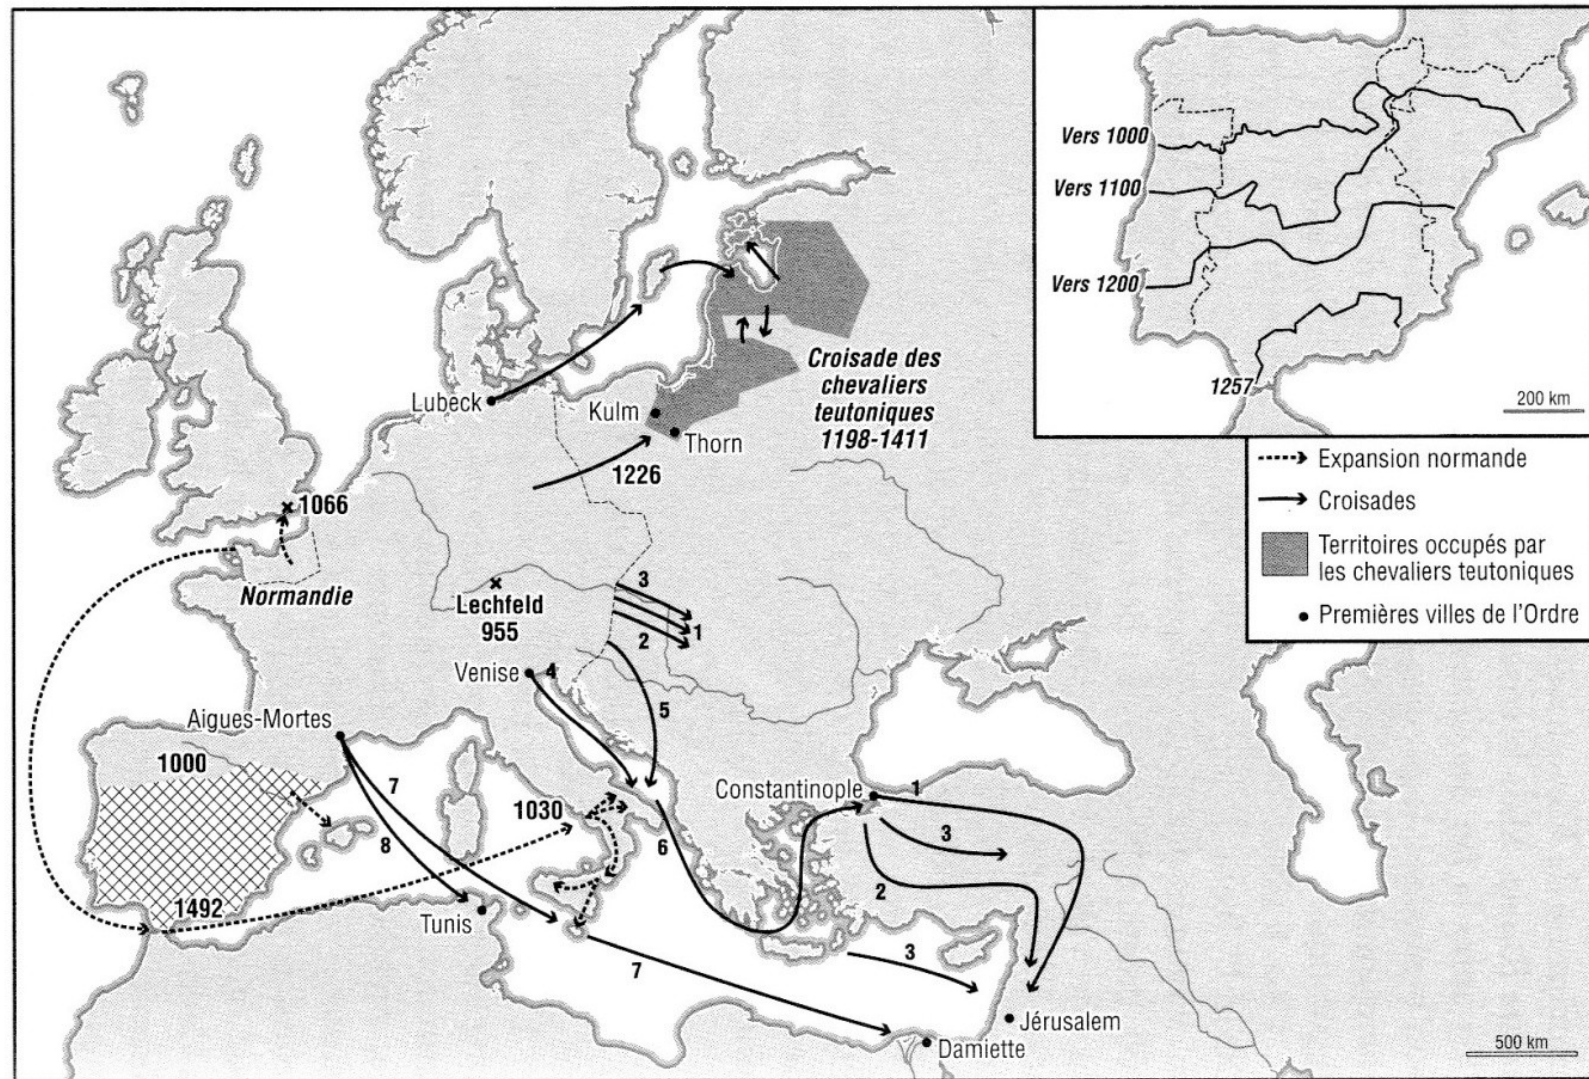 Vers 1000
Vers 1100
Vers 1200
1257
200 km
Expansion normande
Croisades
Territoires occupés par
les chevaliers teutoniques
Premières villes de l'Ordre
Croisade des
chevaliers
teutoniques
1198-1411
Lubeck
Kulm
Thorn
1226
1066
Normandie
Lechfeld
955
3
1
2
Venise
4
5
Aigues-Mortes
1000
7
8
1030
6
Constantinople
1
3
2
1492
Tunis
7
3
Jérusalem
Damiette
500 km